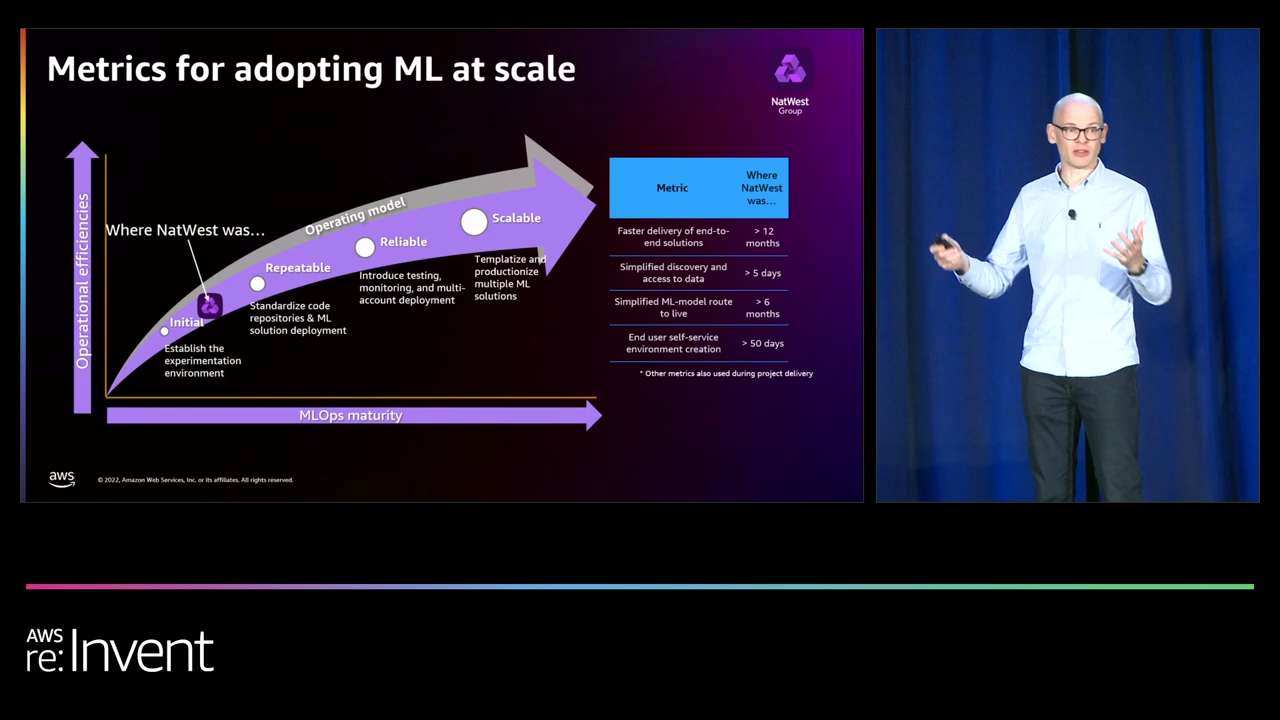 Metrics for adopting ML at scale
NatWest
Group
Operational efficiencies
Where NatWest was…
Operating model
Scalable
Reliable
Repeatable
Initial
Templatize and
productionize
multiple ML
solutions
Introduce testing,
monitoring, and multi-
account deployment
Standardize code
repositories & ML
solution deployment
Establish the
experimentation
environment
MLOps maturity
Metric
Where
NatWest
was…
Faster delivery of end-to-
end solutions
> 12
months
Simplified discovery and
access to data
> 5 days
Simplified ML-model route
to live
> 6
months
End user self-service
environment creation
> 50 days
* Other metrics also used during project delivery
aws
© 2022, Amazon Web Services, Inc. or its affiliates. All rights reserved.
AWS
re:Invent